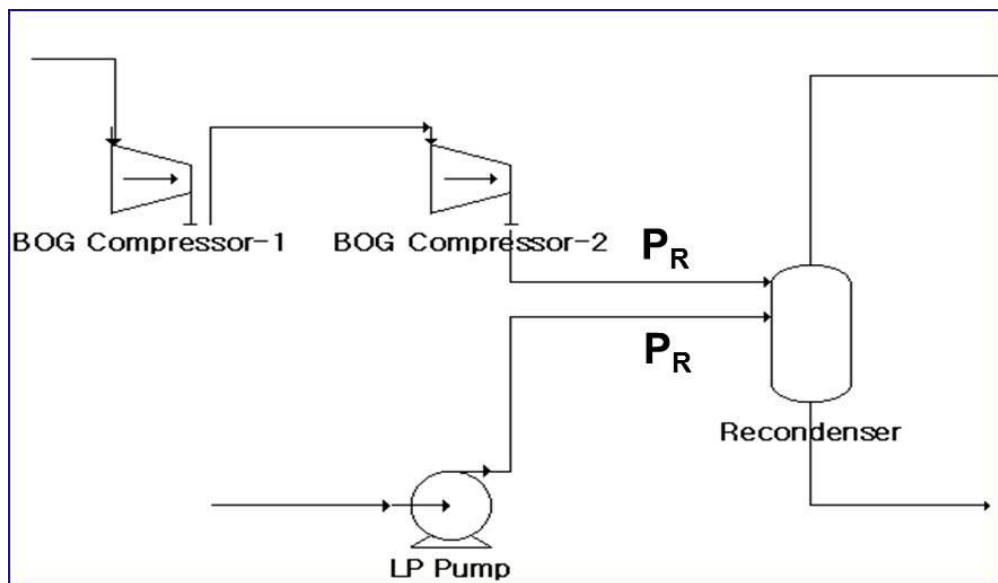 BOG Compressor-1
BOG Compressor-2
P_R
P_R
Recondenser
LP Pump